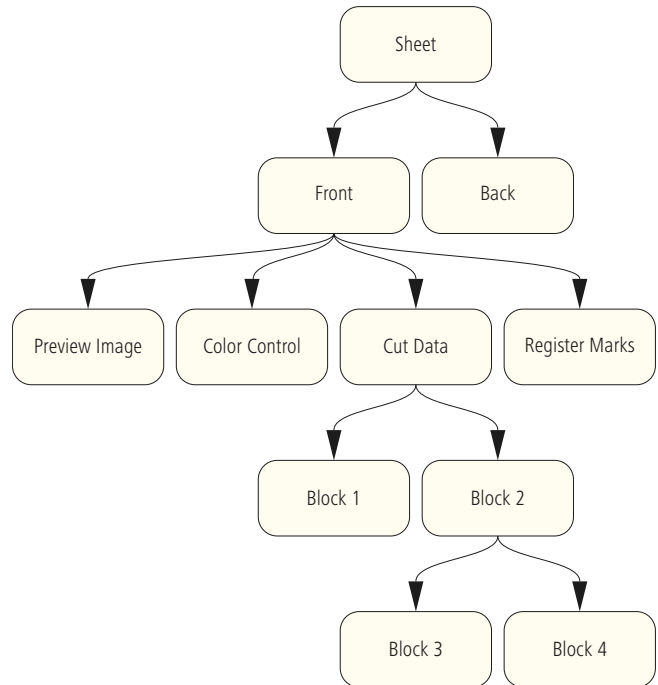 Sheet
Front
Back
Preview Image
Color Control
Cut Data
Register Marks
Block 1
Block 2
Block 3
Block 4